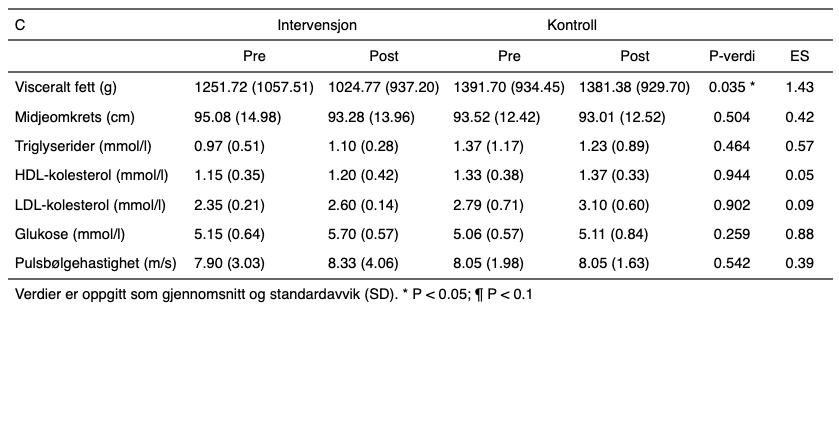 C Intervensjon Kontroll
Pre Post Pre Post P-verdi ES
Visceralt fett (g) 1251.72 (1057.51) 1024.77 (937.20) 1391.70 (934.45) 1381.38 (929.70) 0.035 * 1.43
Midjeomkrets (cm) 95.08 (14.98) 93.28 (13.96) 93.52 (12.42) 93.01 (12.52) 0.504 0.42
Triglyserider (mmol/l) 0.97 (0.51) 1.10 (0.28) 1.37 (1.17) 1.23 (0.89) 0.464 0.57
HDL-kolesterol (mmol/l) 1.15 (0.35) 1.20 (0.42) 1.33 (0.38) 1.37 (0.33) 0.944 0.05
LDL-kolesterol (mmol/l) 2.35 (0.21) 2.60 (0.14) 2.79 (0.71) 3.10 (0.60) 0.902 0.09
Glukose (mmol/l) 5.15 (0.64) 5.70 (0.57) 5.06 (0.57) 5.11 (0.84) 0.259 0.88
Pulsbølgehastighet (m/s) 7.90 (3.03) 8.33 (4.06) 8.05 (1.98) 8.05 (1.63) 0.542 0.39
Verdier er oppgitt som gjennomsnitt og standardavvik (SD). * P < 0.05; ¶ P < 0.1